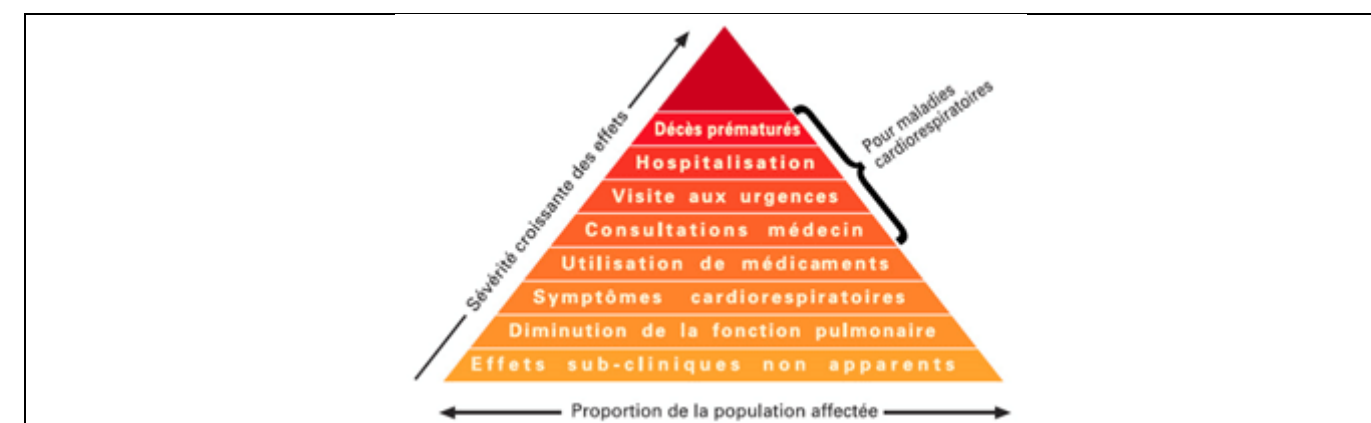 Sévérité croissante des effets
Pour maladies
cardiorespiratoires
Décès prématurés
Hospitalisation
Visite aux urgences
Consultations médecin
Utilisation de médicaments
Symptômes cardiorespiratoires
Diminution de la fonction pulmonaire
Effets sub-cliniques non apparents
Proportion de la population affectée